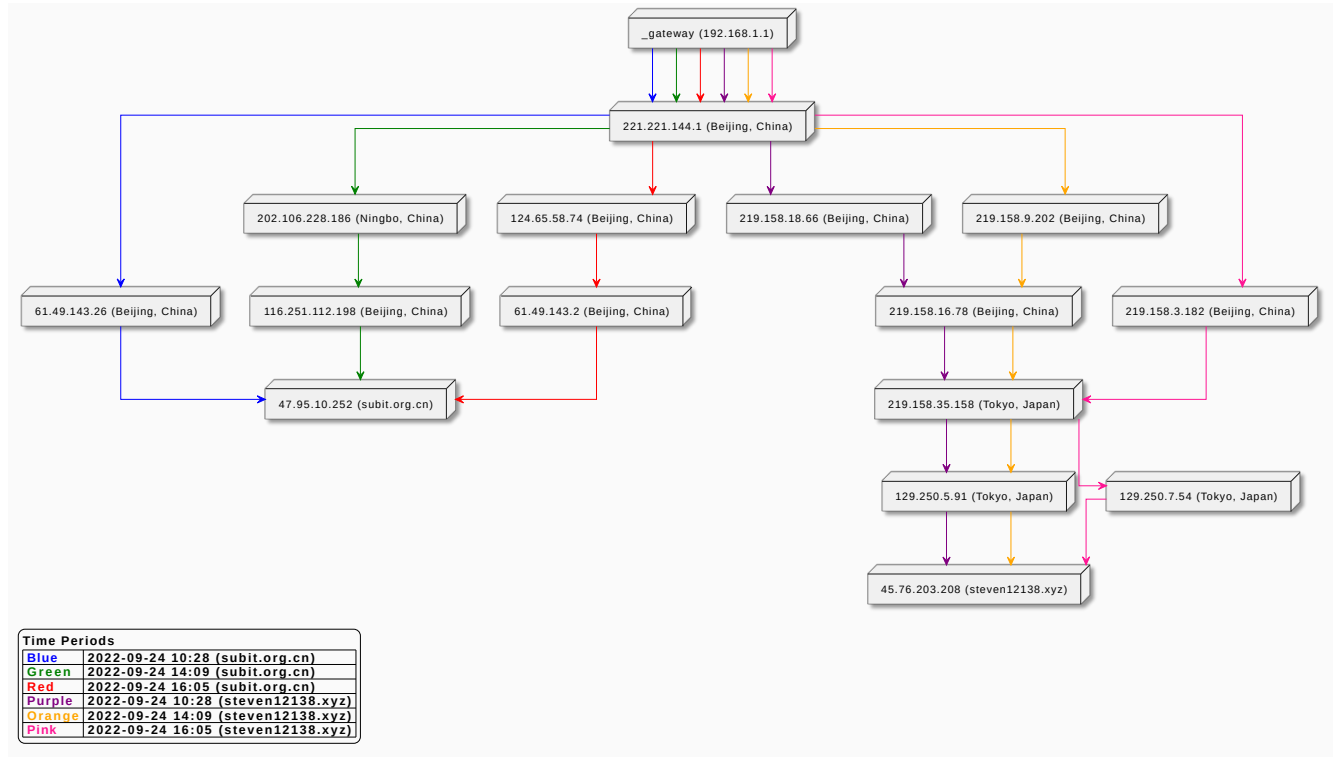 _gateway (192.168.1.1)
221.221.144.1 (Beijing, China)
202.106.228.186 (Ningbo, China)
124.65.58.74 (Beijing, China)
219.158.18.66 (Beijing, China)
219.158.9.202 (Beijing, China)
61.49.143.26 (Beijing, China)
116.251.112.198 (Beijing, China)
61.49.143.2 (Beijing, China)
219.158.16.78 (Beijing, China)
219.158.3.182 (Beijing, China)
47.95.10.252 (subit.org.cn)
219.158.35.158 (Tokyo, Japan)
129.250.5.91 (Tokyo, Japan)
129.250.7.54 (Tokyo, Japan)
45.76.203.208 (steven12138.xyz)
Time Periods
Blue 2022-09-24 10:28 (subit.org.cn)
Green 2022-09-24 14:09 (subit.org.cn)
Red 2022-09-24 16:05 (subit.org.cn)
Purple 2022-09-24 10:28 (steven12138.xyz)
Orange 2022-09-24 14:09 (steven12138.xyz)
Pink 2022-09-24 16:05 (steven12138.xyz)